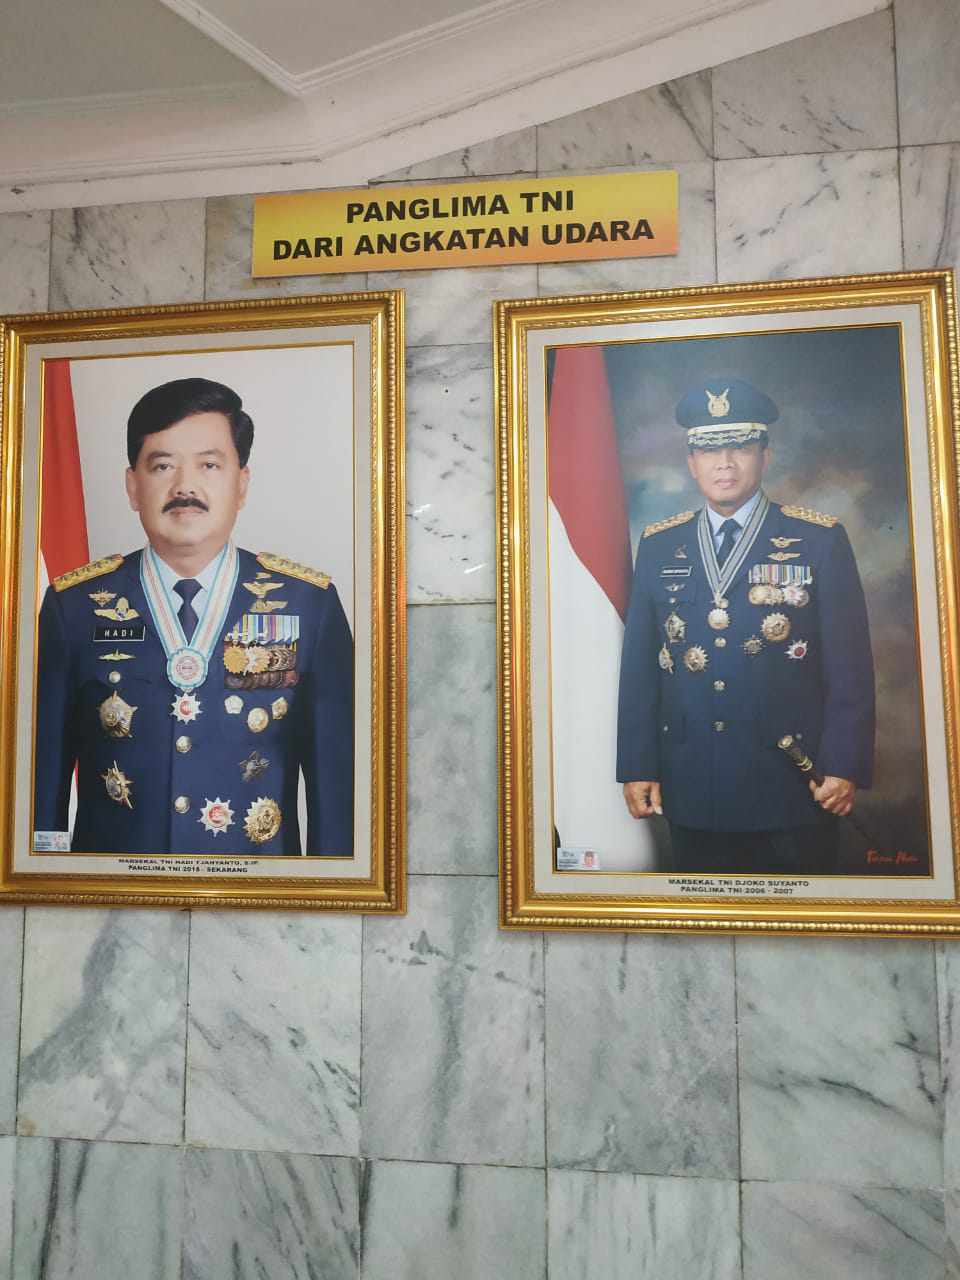 PANGLIMA TNI
DARI ANGKATAN UDARA
HADI
MARSEKAL TNI HADI TJAHYANTO, S.IP.
PANGLIMA TNI 2018 - SEKARANG
MARSEKAL TNI DJOKO SUYANTO
PANGLIMA TNI 2006 - 2007